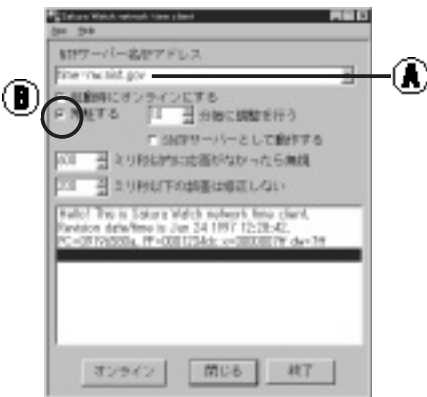 Sakura Watch network time client
NTPサーバー名/IPアドレス
time-nw.nist.gov
A
B
起動時にオンラインにする
分毎に調整を行う
SNTPサーバーとして動作する
600 ミリ秒以内に応答がなかったら無視
200 ミリ秒以下の誤差は修正しない
Hello! This is Sakura Watch network time client.
Revision date/time is Jun 24 1997 12:28:42.
オンライン
閉じる
終了